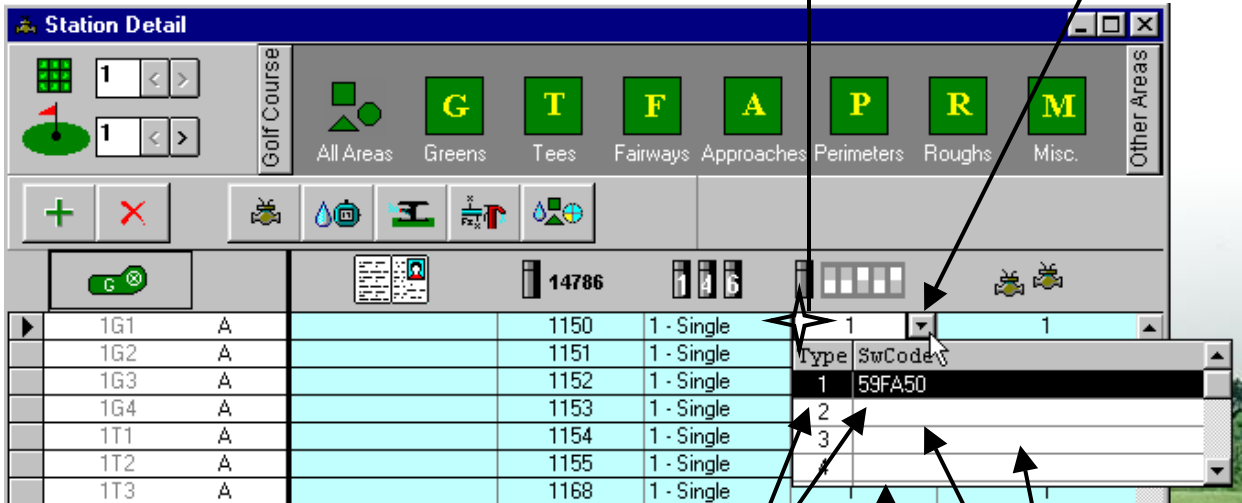 Station Detail
1 < >
1 < >
Golf Course
G T F A P R M
All Areas Greens Tees Fairways Approaches Perimeters Roughs Misc.
Other Areas
G 14786 1 4 6
1G1 A 1150 1 - Single 1 1
1G2 A 1151 1 - Single Type SwCode
1G3 A 1152 1 - Single 1 59FA50
1G4 A 1153 1 - Single 2
1T1 A 1154 1 - Single 3
1T2 A 1155 1 - Single 4
1T3 A 1168 1 - Single